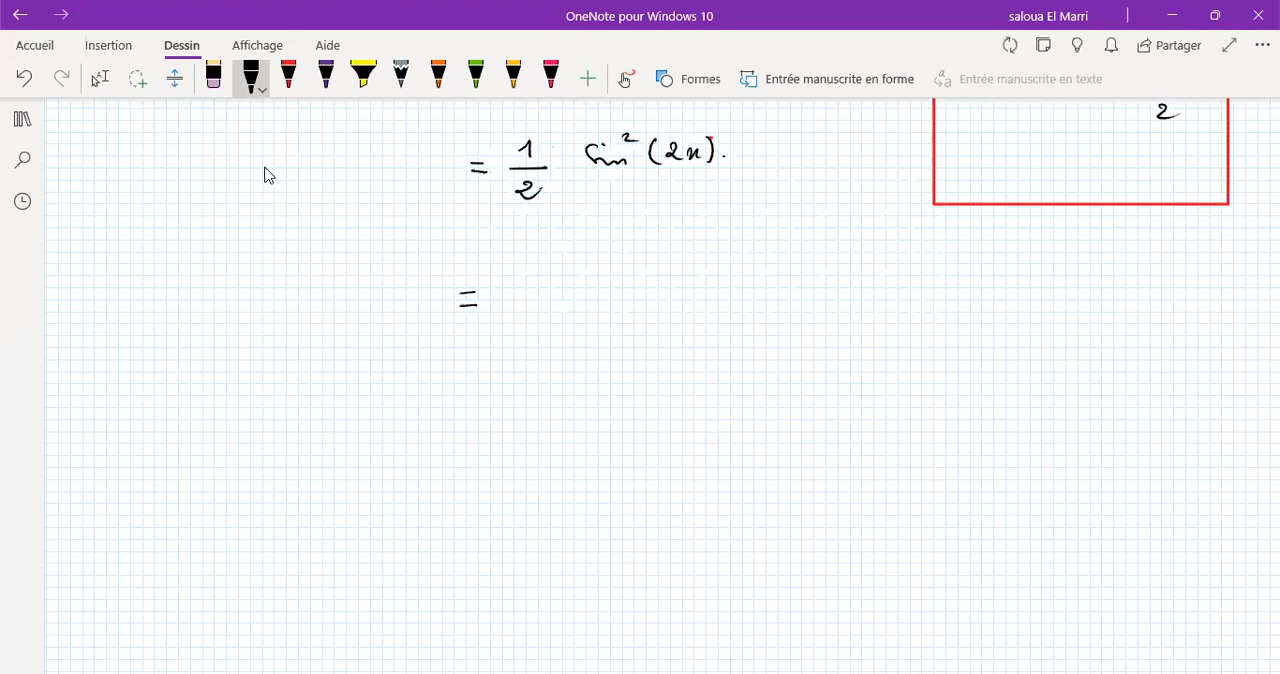 OneNote pour Windows 10
saloua El Marri
Accueil Insertion Dessin Affichage Aide
Partager
Formes Entrée manuscrite en forme Entrée manuscrite en texte
2
= 1/2 sin² (2x).
=